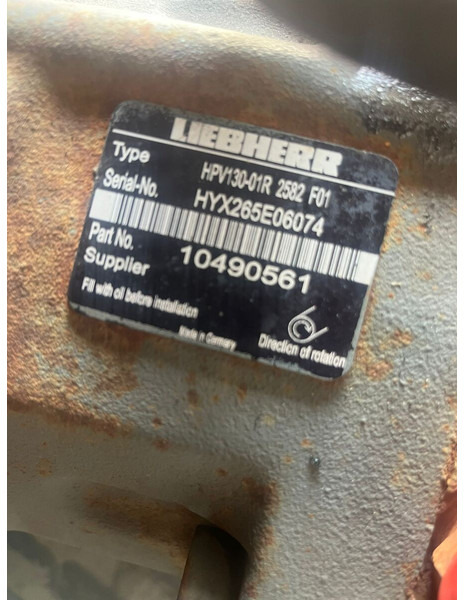 LIEBHERR
Type HPV130-01R 2582 F01
Serial-No. HYX265E06074
Part No. 10490561
Supplier
Fill with oil before installation
Made in Germany
Direction of rotation